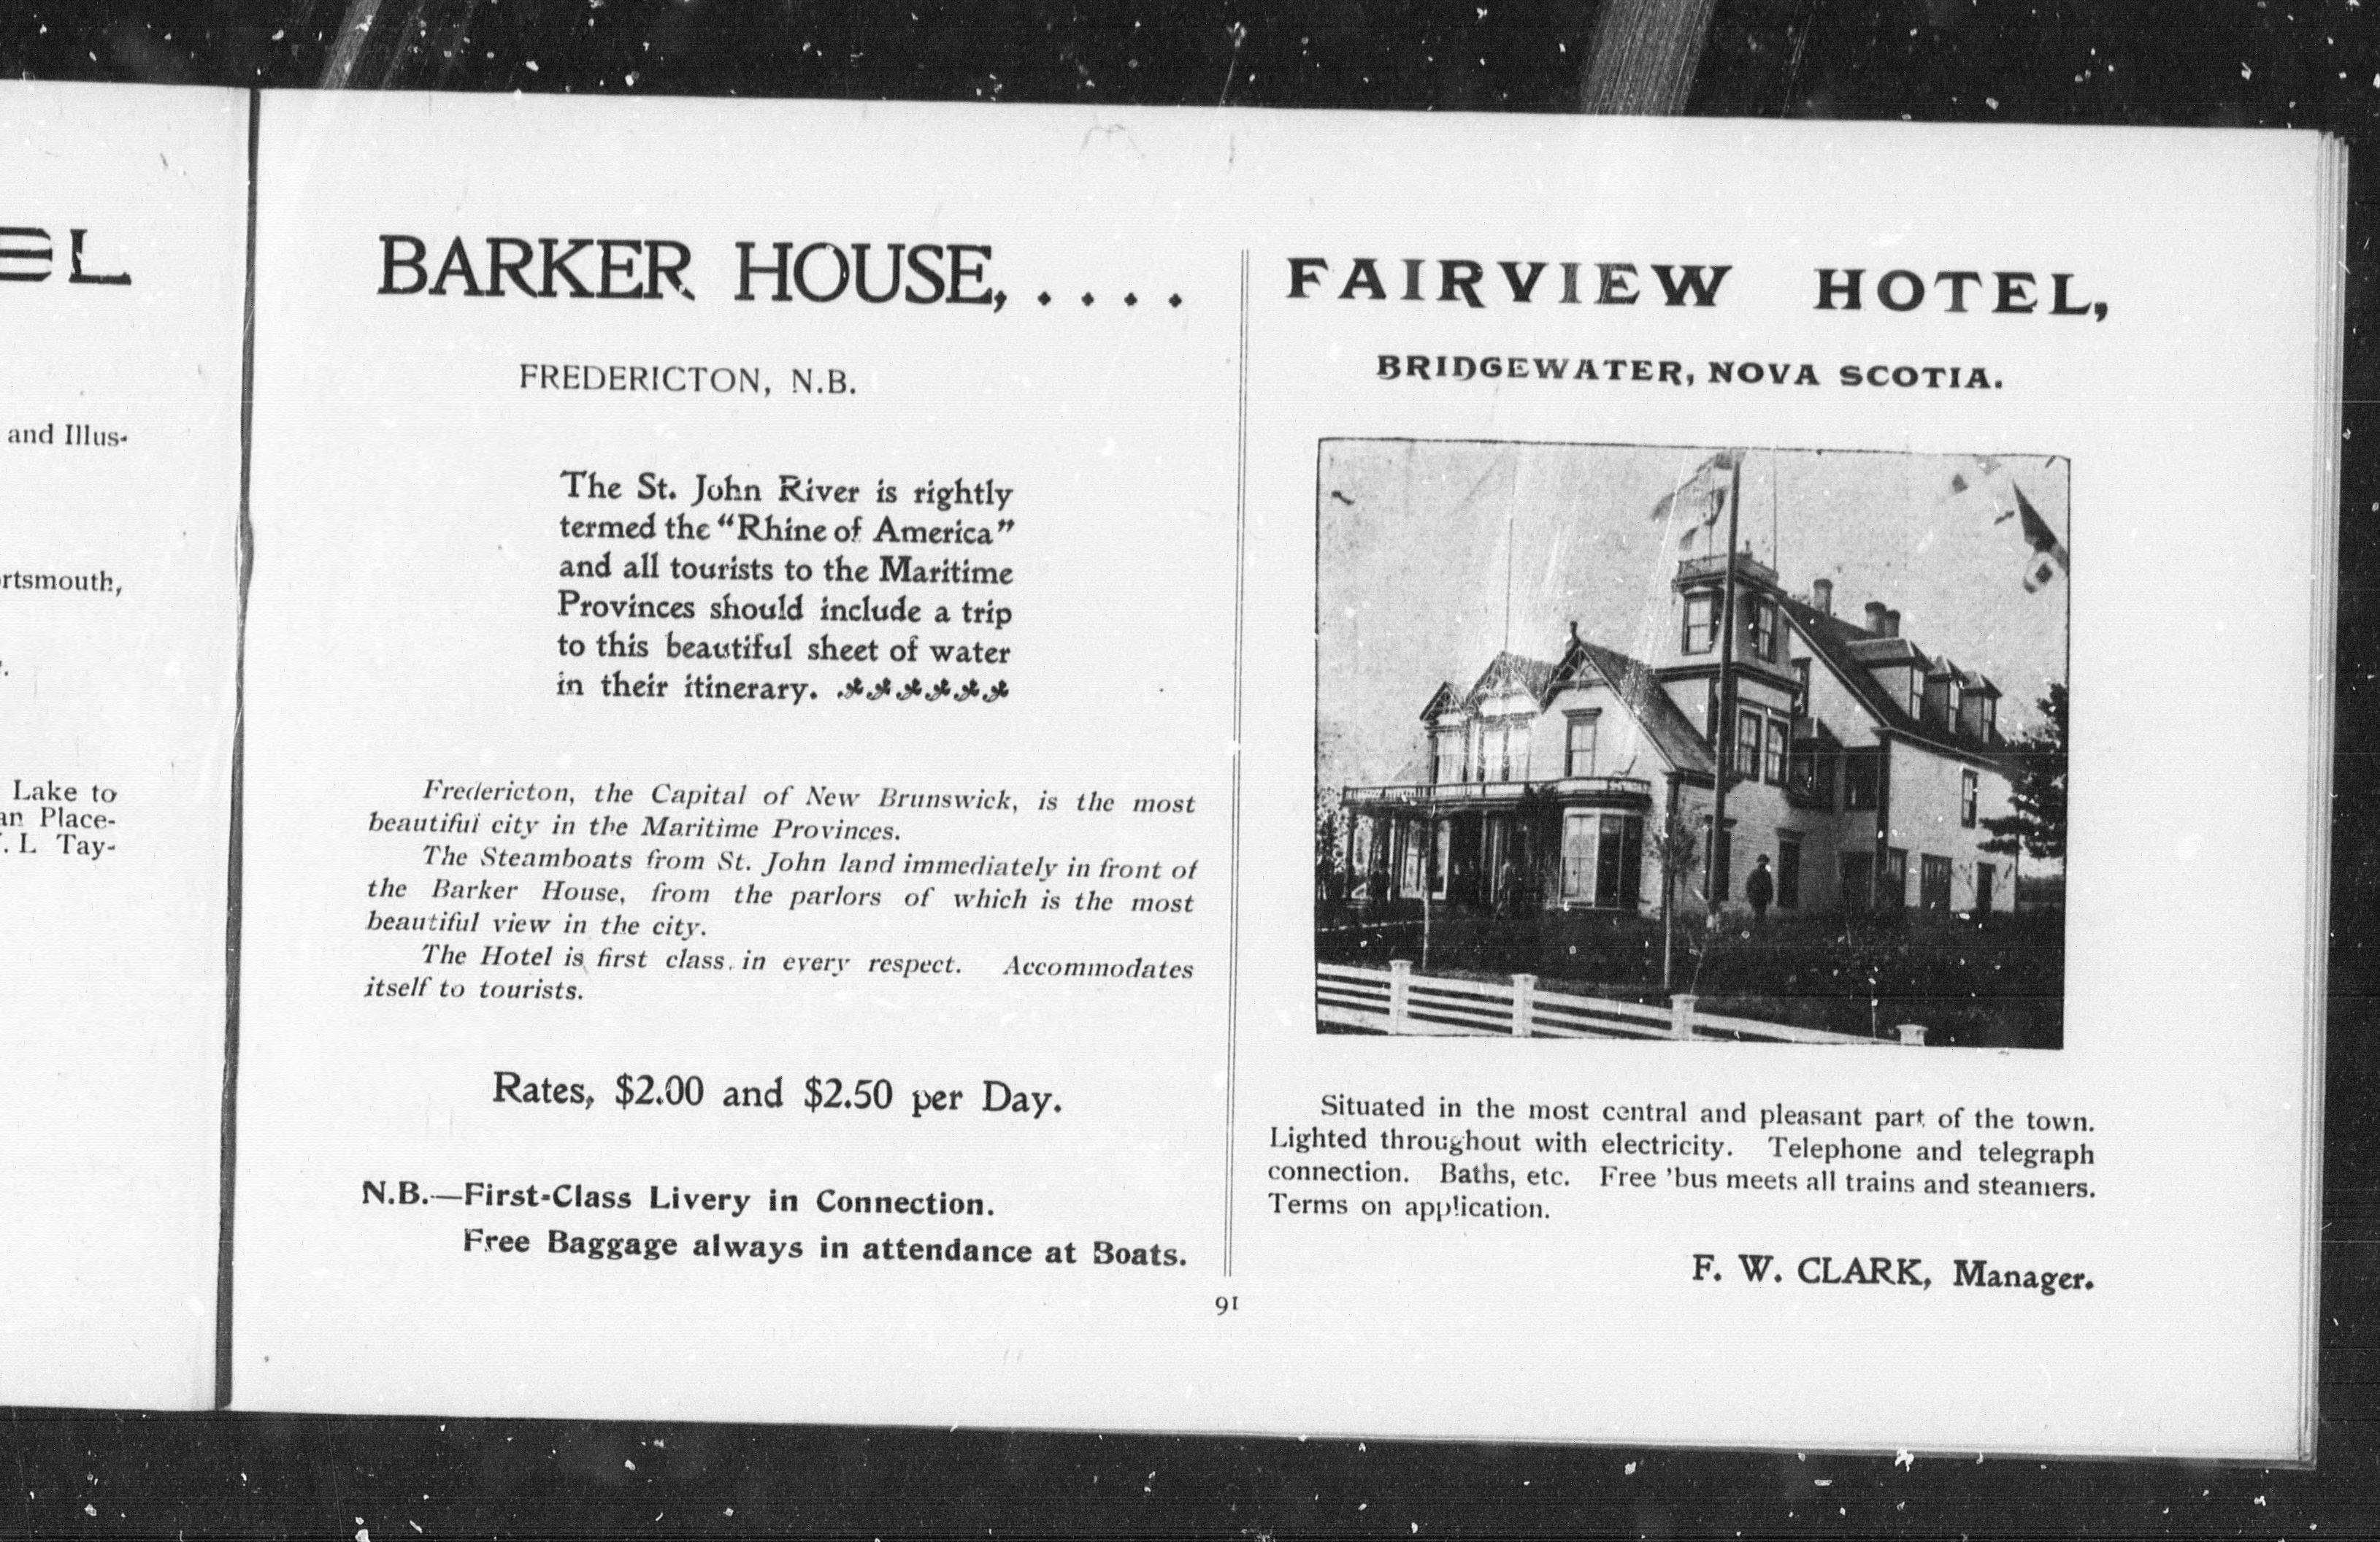 EL
and Illus-
rtsmouth,
Lake to
an Place-
. L Tay-
BARKER HOUSE, . . . .
FREDERICTON, N.B.
The St. John River is rightly
termed the "Rhine of America"
and all tourists to the Maritime
Provinces should include a trip
to this beautiful sheet of water
in their itinerary.
Fredericton, the Capital of New Brunswick, is the most
beautiful city in the Maritime Provinces.
The Steamboats from St. John land immediately in front of
the Barker House, from the parlors of which is the most
beautiful view in the city.
The Hotel is first class in every respect. Accommodates
itself to tourists.
Rates, $2.00 and $2.50 per Day.
N.B.—First-Class Livery in Connection.
Free Baggage always in attendance at Boats.
FAIRVIEW HOTEL,
BRIDGEWATER, NOVA SCOTIA.
Situated in the most central and pleasant part of the town.
Lighted throughout with electricity. Telephone and telegraph
connection. Baths, etc. Free 'bus meets all trains and steamers.
Terms on application.
F. W. CLARK, Manager.
91